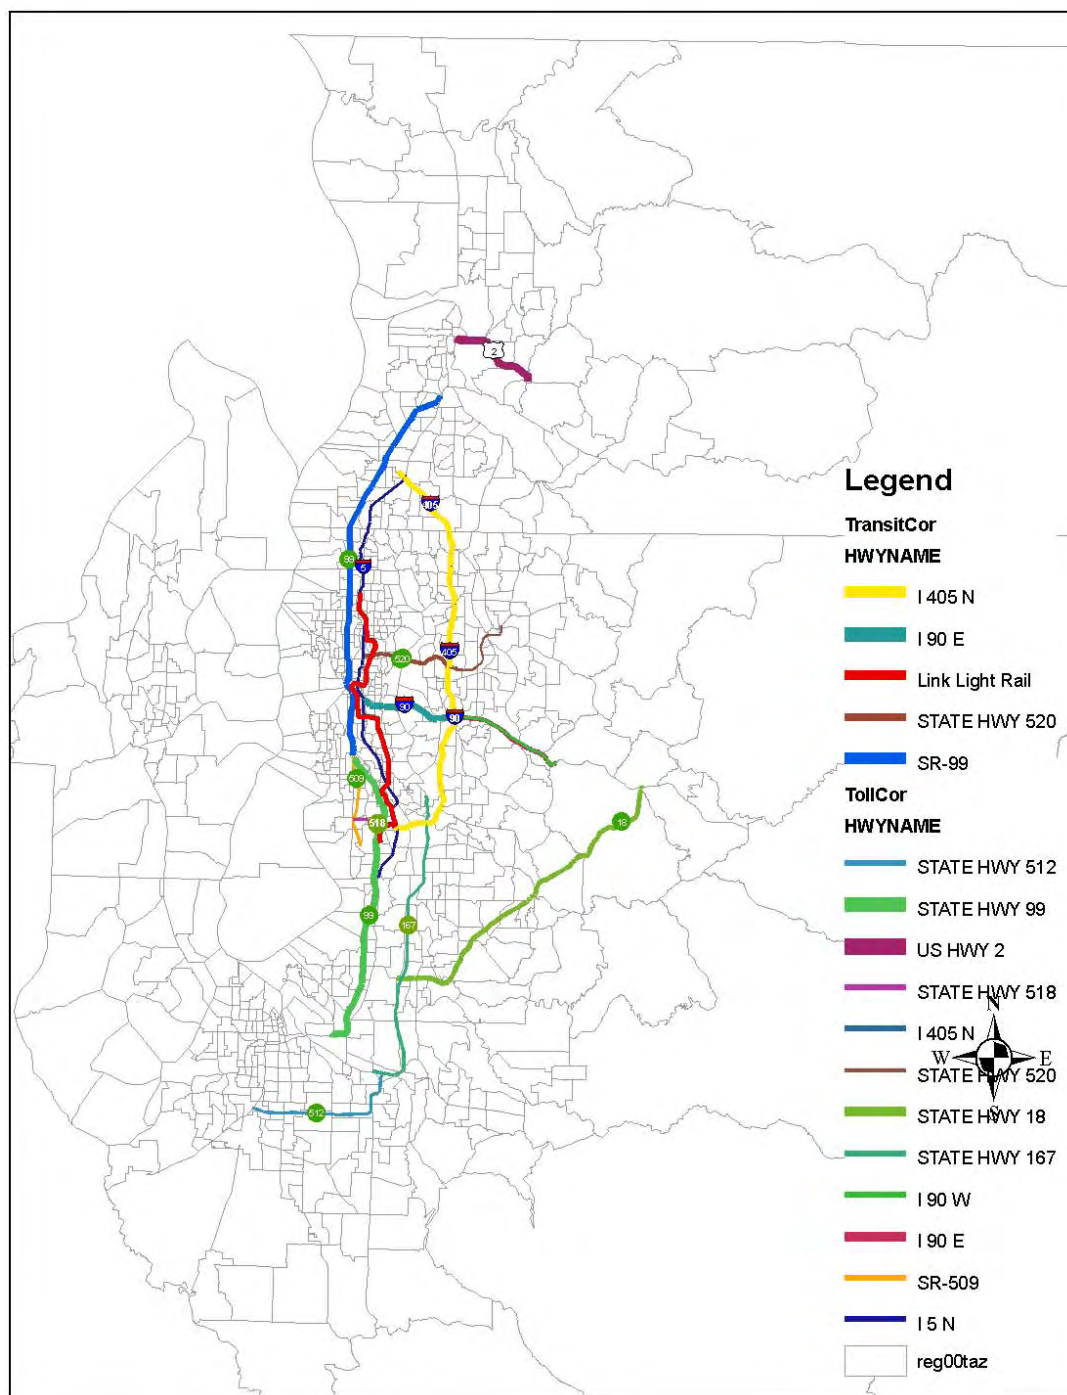 2
405
99
5
405
520
90
90
509
518
18
99
167
512
Legend
TransitCor
HWYNAME
I 405 N
I 90 E
Link Light Rail
STATE HWY 520
SR-99
TollCor
HWYNAME
STATE HWY 512
STATE HWY 99
US HWY 2
STATE HWY 518
N
I 405 N
W E
STATE HWY 520
S
STATE HWY 18
STATE HWY 167
I 90 W
I 90 E
SR-509
I 5 N
reg00taz